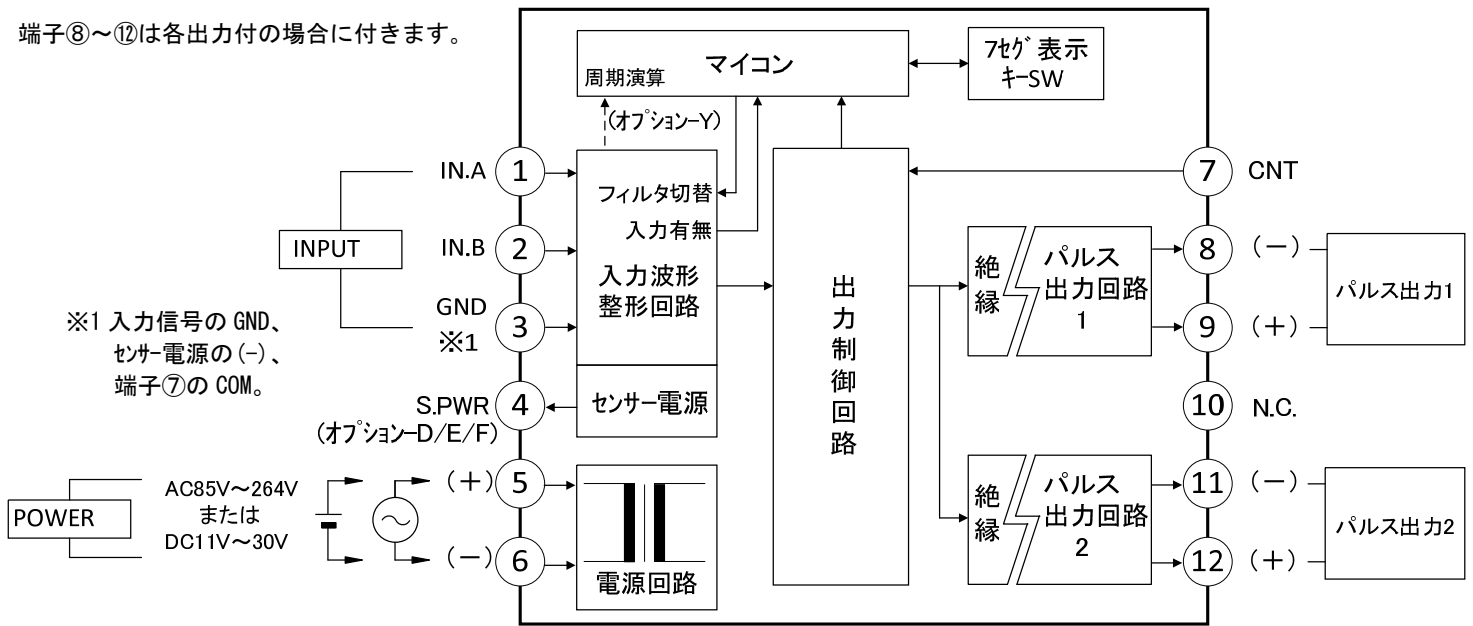 端子⑧～⑫は各出力付の場合に付きます。
マイコン
周期演算
7ｾｸﾞ表示
ｷｰSW
(ｵﾌﾟｼｮﾝ-Y)
IN.A
1
フィルタ切替
7
CNT
入力有無
INPUT
IN.B
2
入力波形
整形回路
出力制御回路
絶縁
パルス
出力回路
1
8
(－)
パルス出力1
GND
※1
3
9
(＋)
※1 入力信号の GND、
ｾﾝｻｰ電源の(-)、
端子⑦の COM。
S.PWR
(ｵﾌﾟｼｮﾝ-D/E/F)
4
センサー電源
10
N.C.
POWER
AC85V～264V
または
DC11V～30V
(＋)
5
(－)
6
電源回路
絶縁
パルス
出力回路
2
11
(－)
12
(＋)
パルス出力2